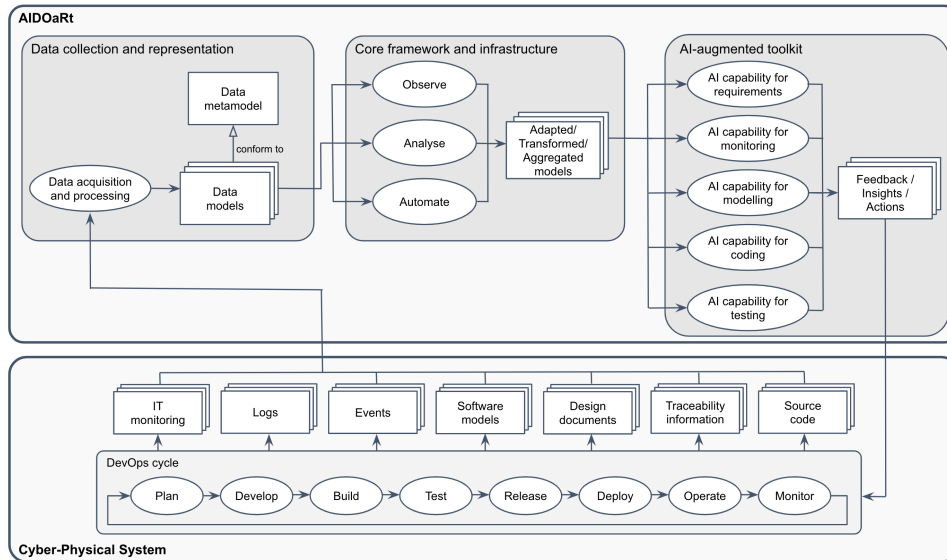 AIDOaRt
Data collection and representation
Data
metamodel
conform to
Data acquisition
and processing
Data
models
Core framework and infrastructure
Observe
Analyse
Automate
Adapted/
Transformed/
Aggregated
models
AI-augmented toolkit
AI capability for
requirements
AI capability for
monitoring
AI capability for
modelling
AI capability for
coding
AI capability for
testing
Feedback /
Insights /
Actions
IT
monitoring
Logs
Events
Software
models
Design
documents
Traceability
information
Source
code
DevOps cycle
Plan
Develop
Build
Test
Release
Deploy
Operate
Monitor
Cyber-Physical System